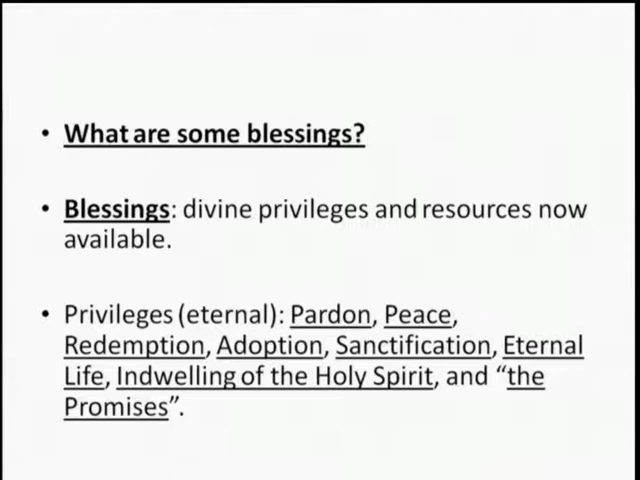 • What are some blessings?
• Blessings: divine privileges and resources now
available.
• Privileges (eternal): Pardon, Peace,
Redemption, Adoption, Sanctification, Eternal
Life, Indwelling of the Holy Spirit, and “the
Promises”.